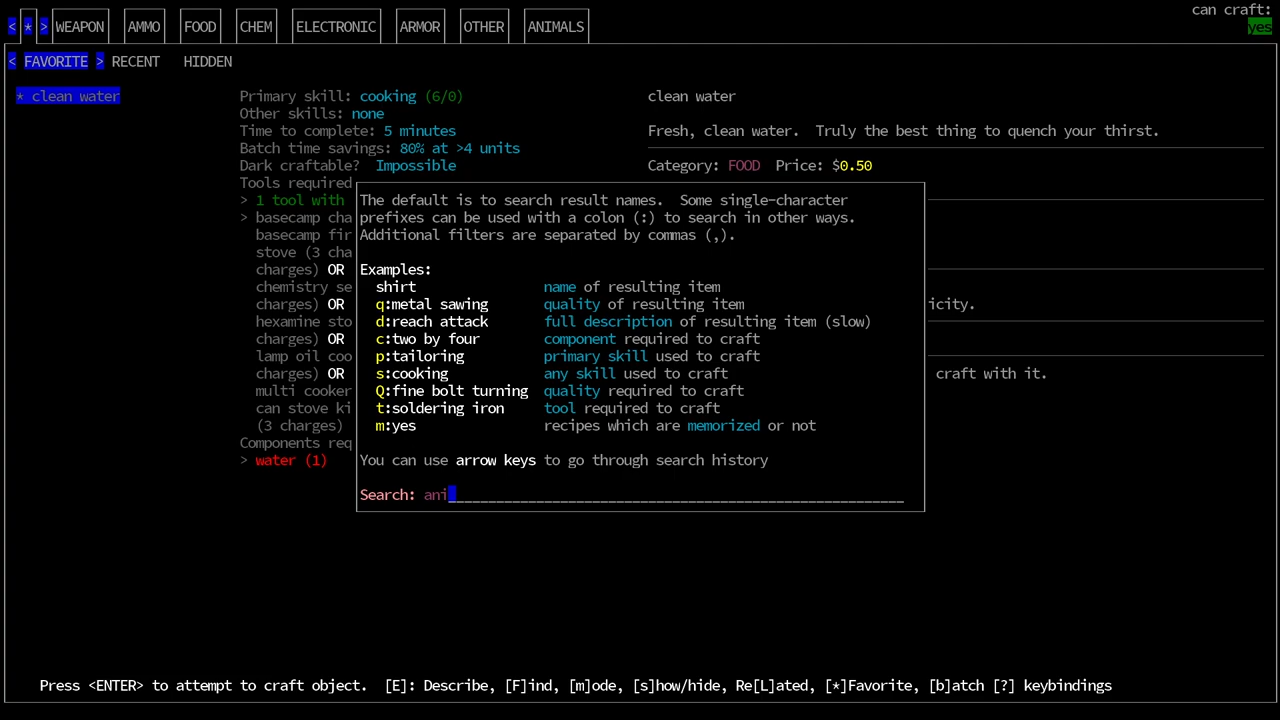 can craft:
< * > WEAPON AMMO FOOD CHEM ELECTRONIC ARMOR OTHER ANIMALS
yes
< FAVORITE > RECENT HIDDEN
* clean water
Primary skill: cooking (6/0)
Other skills: none
Time to complete: 5 minutes
Batch time savings: 80% at >4 units
Dark craftable? Impossible
Tools required
> 1 tool with
> basecamp cha
basecamp fir
stove (3 cha
charges) OR
chemistry se
charges) OR
hexamine sto
charges) OR
lamp oil coo
charges) OR
multi cooker
can stove ki
(3 charges)
Components req
> water (1)
clean water
Fresh, clean water. Truly the best thing to quench your thirst.
Category: FOOD Price: $0.50
icity.
craft with it.
The default is to search result names. Some single-character
prefixes can be used with a colon (:) to search in other ways.
Additional filters are separated by commas (,).
Examples:
shirt name of resulting item
q:metal sawing quality of resulting item
d:reach attack full description of resulting item (slow)
c:two by four component required to craft
p:tailoring primary skill used to craft
s:cooking any skill used to craft
Q:fine bolt turning quality required to craft
t:soldering iron tool required to craft
m:yes recipes which are memorized or not
You can use arrow keys to go through search history
Search: ani
Press <ENTER> to attempt to craft object. [E]: Describe, [F]ind, [m]ode, [s]how/hide, Re[L]ated, [*]Favorite, [b]atch [?] keybindings